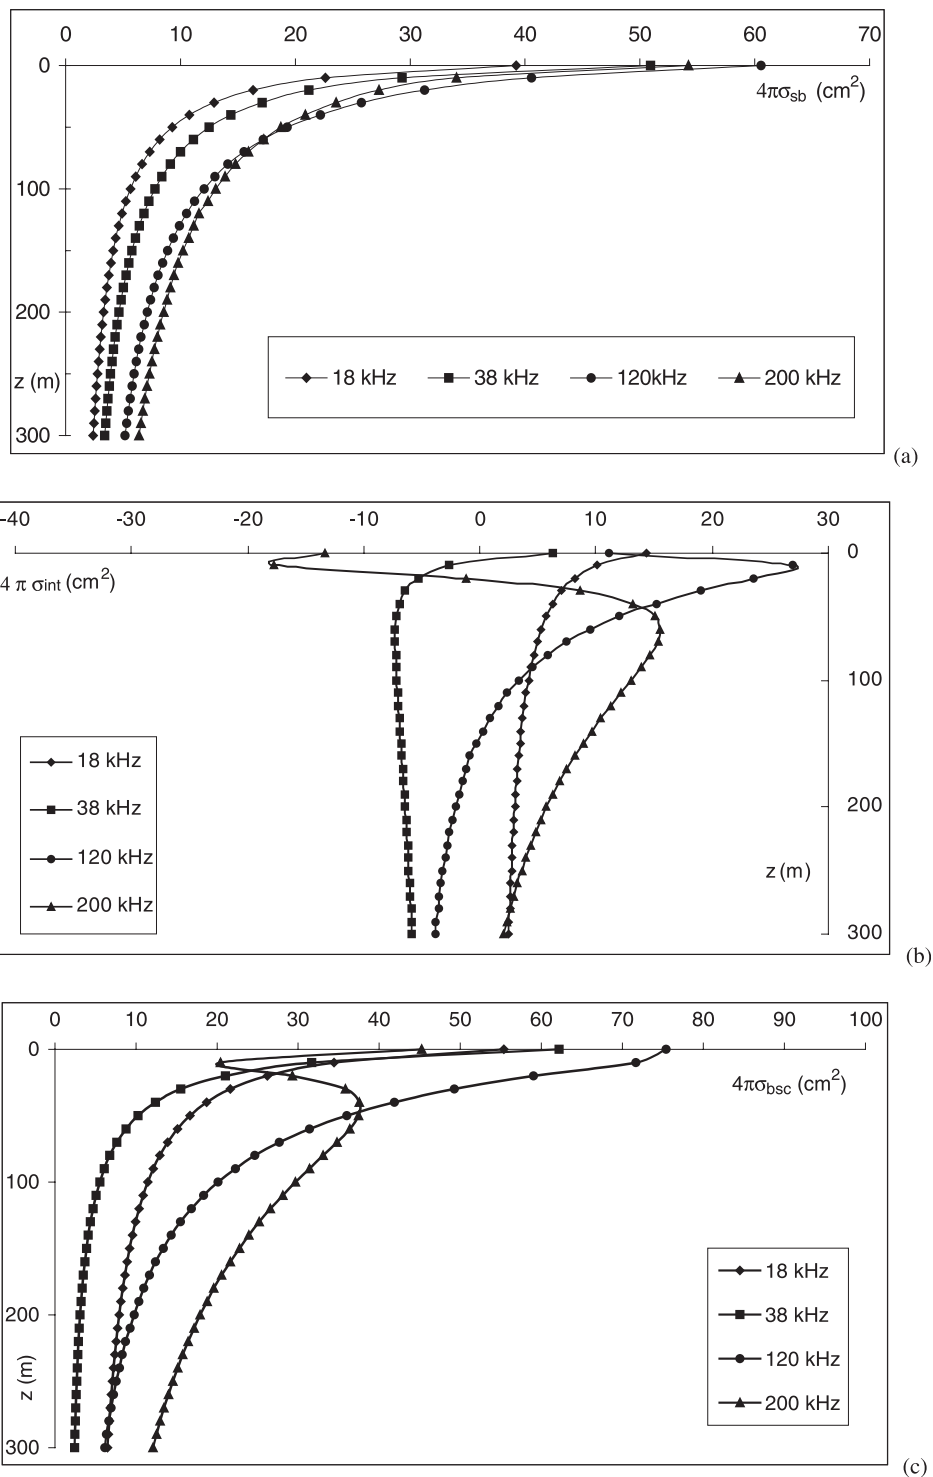 0 10 20 30 40 50 60 70
0
4πσsb (cm2)
100
200
z (m)
300
18 kHz 38 kHz 120kHz 200 kHz
(a)
-40 -30 -20 -10 0 10 20 30
0
4 π σint (cm2)
100
18 kHz
38 kHz
200
120 kHz
z (m)
200 kHz
300
(b)
0 10 20 30 40 50 60 70 80 90 100
0
4πσbsc (cm2)
100
200
18 kHz
38 kHz
120 kHz
z (m)
200 kHz
300
(c)